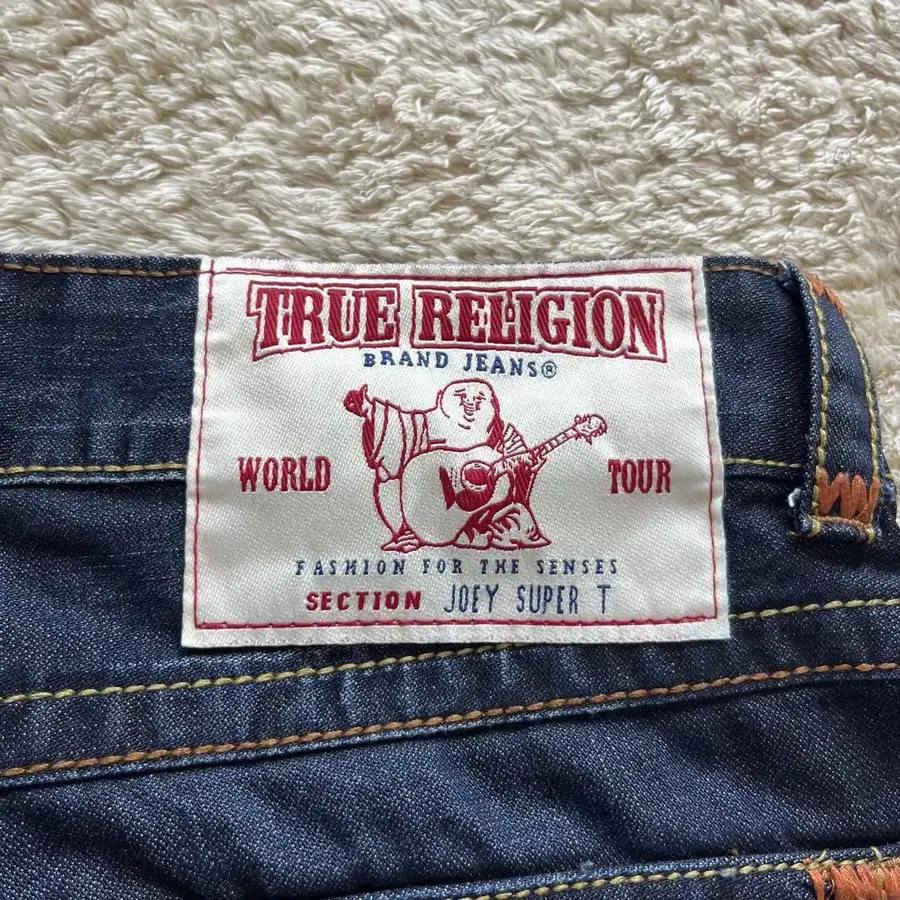 TRUE RELIGION
BRAND JEANS®
WORLD TOUR
FASHION FOR THE SENSES
SECTION JOEY SUPER T